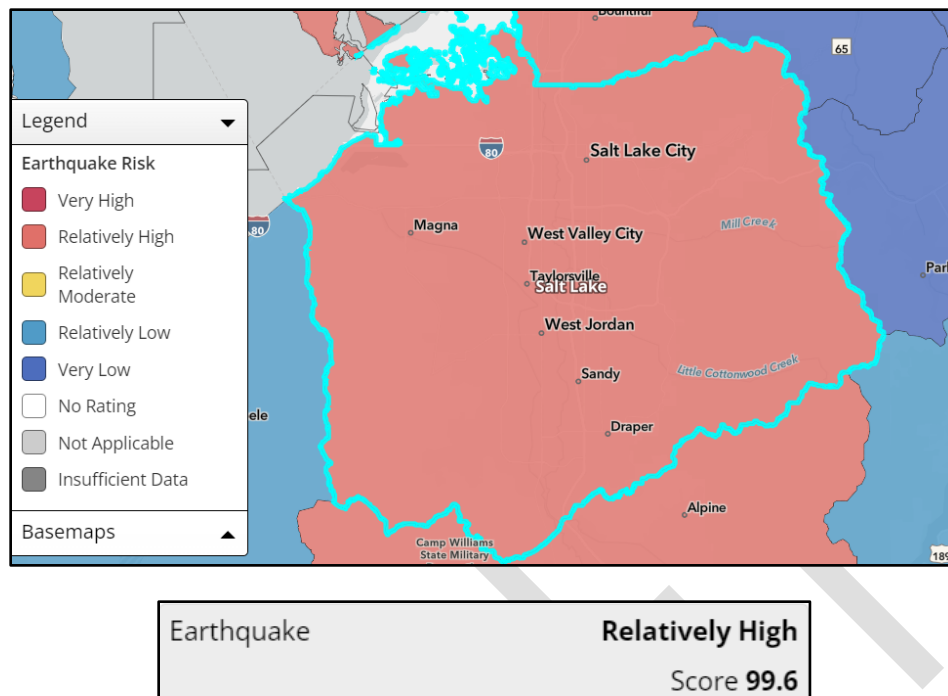 Bountiful
65
Legend
Earthquake Risk
Very High
Relatively High
Relatively
Moderate
Relatively Low
Very Low
No Rating
Not Applicable
Insufficient Data
Basemaps
80
Salt Lake City
Magna
80
West Valley City
Mill Creek
Taylorsville
Salt Lake
Park
West Jordan
Little Cottonwood Creek
Sandy
ele
Draper
Alpine
Camp Williams
State Military
189
Earthquake
Relatively High
Score 99.6